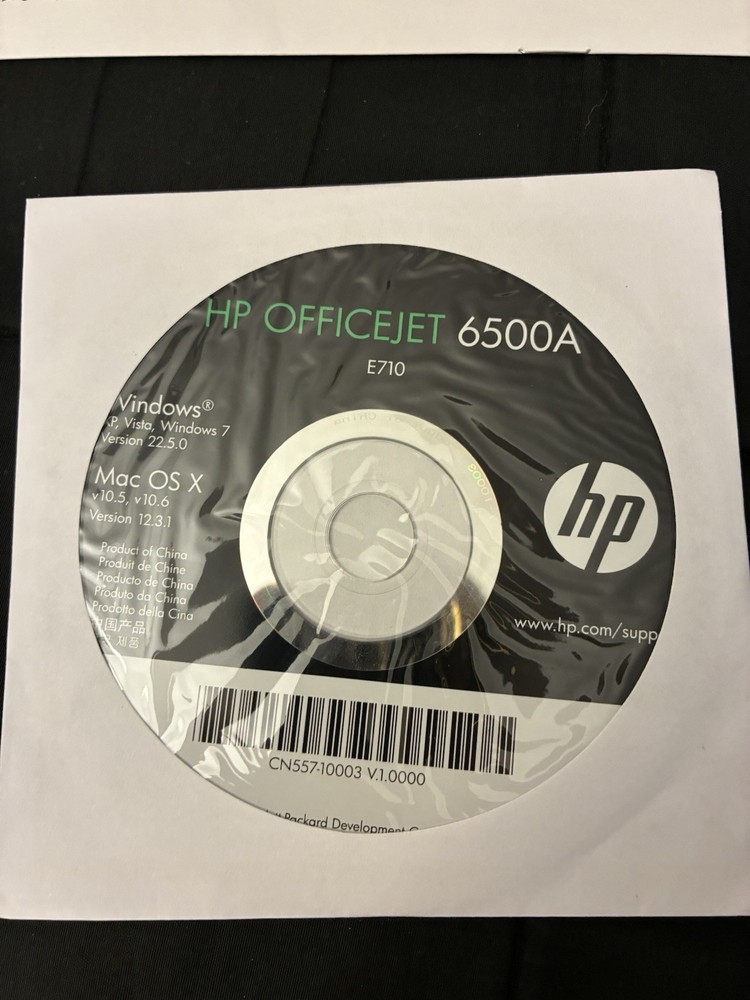 HP OFFICEJET 6500A
E710
Windows®
XP, Vista, Windows 7
Version 22.5.0
Mac OS X
v10.5, v10.6
Version 12.3.1
Product of China
Produit de Chine
Producto de China
Produto da China
Prodotto della Cina
中国产品
제품
hp
www.hp.com/supp
CN557-10003 V.1.0000
Packard Development